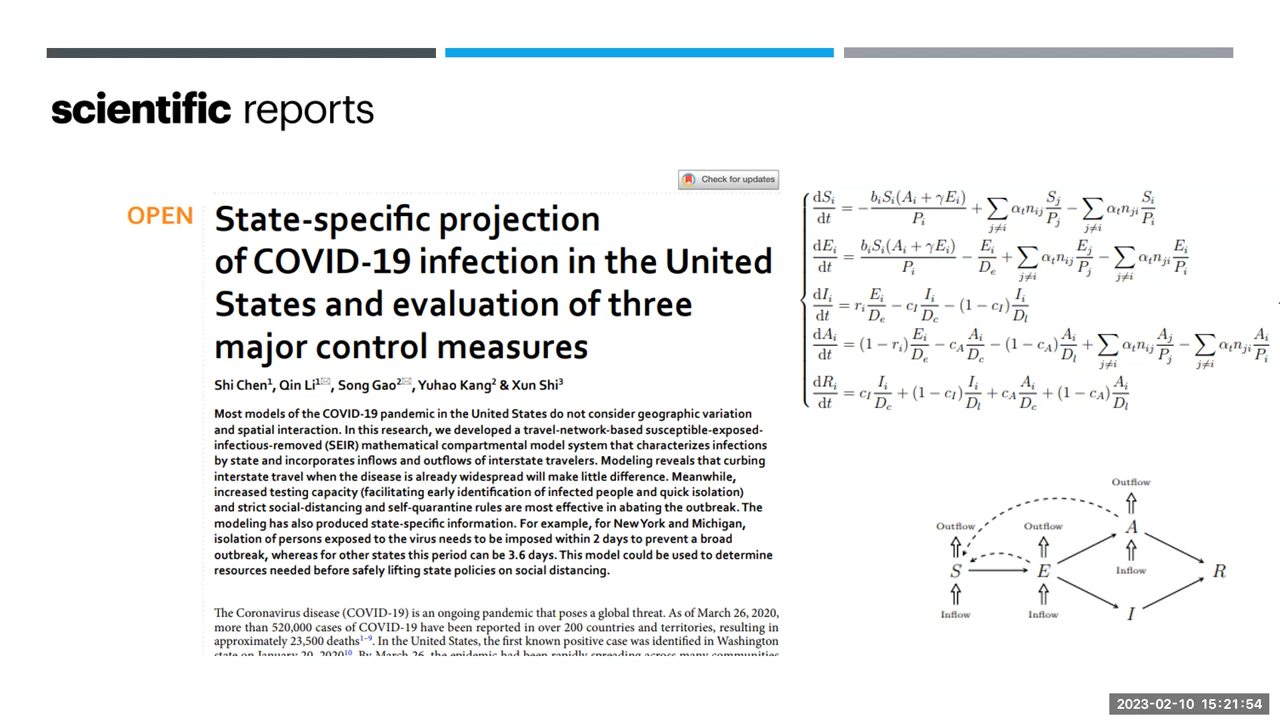 scientific reports
Check for updates
OPEN
State-specific projection
of COVID-19 infection in the United
States and evaluation of three
major control measures
Shi Chen1, Qin Li1✉, Song Gao2✉, Yuhao Kang2 & Xun Shi3
Most models of the COVID-19 pandemic in the United States do not consider geographic variation
and spatial interaction. In this research, we developed a travel-network-based susceptible-exposed-
infectious-removed (SEIR) mathematical compartmental model system that characterizes infections
by state and incorporates inflows and outflows of interstate travelers. Modeling reveals that curbing
interstate travel when the disease is already widespread will make little difference. Meanwhile,
increased testing capacity (facilitating early identification of infected people and quick isolation)
and strict social-distancing and self-quarantine rules are most effective in abating the outbreak. The
modeling has also produced state-specific information. For example, for New York and Michigan,
isolation of persons exposed to the virus needs to be imposed within 2 days to prevent a broad
outbreak, whereas for other states this period can be 3.6 days. This model could be used to determine
resources needed before safely lifting state policies on social distancing.
The Coronavirus disease (COVID-19) is an ongoing pandemic that poses a global threat. As of March 26, 2020,
more than 520,000 cases of COVID-19 have been reported in over 200 countries and territories, resulting in
approximately 23,500 deaths1–9. In the United States, the first known positive case was identified in Washington
state on January 20, 202010. By March 26, the epidemic had been rapidly spreading across many communities
dSi/dt = −biSi(Ai + γEi)/Pi + ∑j≠i αtnij Sj/Pj − ∑j≠i αtnji Si/Pi
dEi/dt = biSi(Ai + γEi)/Pi − Ei/De + ∑j≠i αtnij Ej/Pj − ∑j≠i αtnji Ei/Pi
dIi/dt = ri Ei/De − cI Ii/Dc − (1 − cI) Ii/Dl
dAi/dt = (1 − ri) Ei/De − cA Ai/Dc − (1 − cA) Ai/Dl + ∑j≠i αtnij Aj/Pj − ∑j≠i αtnji Ai/Pi
dRi/dt = cI Ii/Dc + (1 − cI) Ii/Dl + cA Ai/Dc + (1 − cA) Ai/Dl
Outflow
Outflow Outflow A
S E Inflow R
Inflow Inflow I
2023-02-10 15:21:54